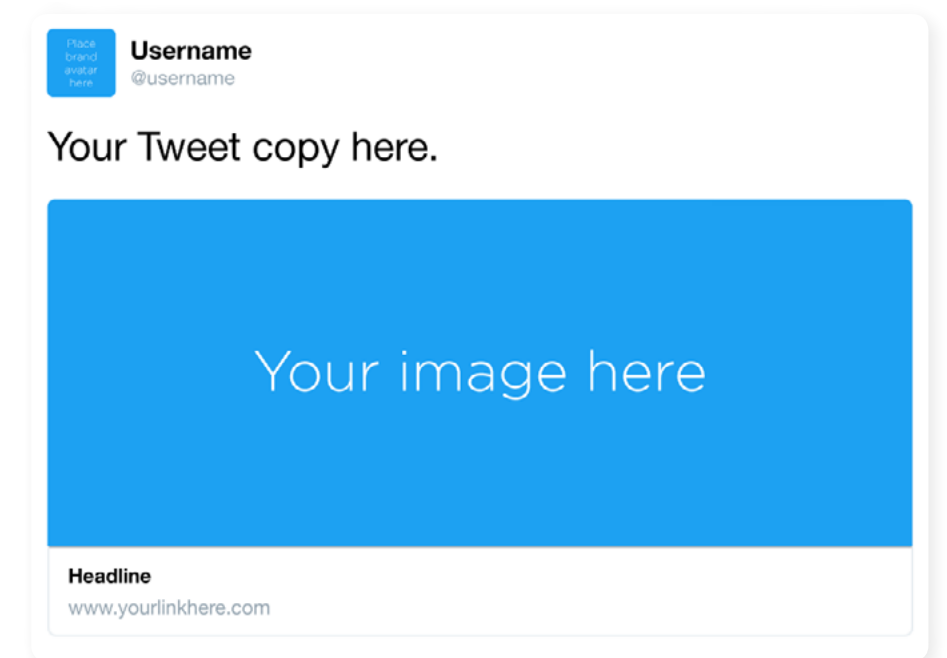 Place
brand
avatar
here
Username
@username
Your Tweet copy here.
Your image here
Headline
www.yourlinkhere.com